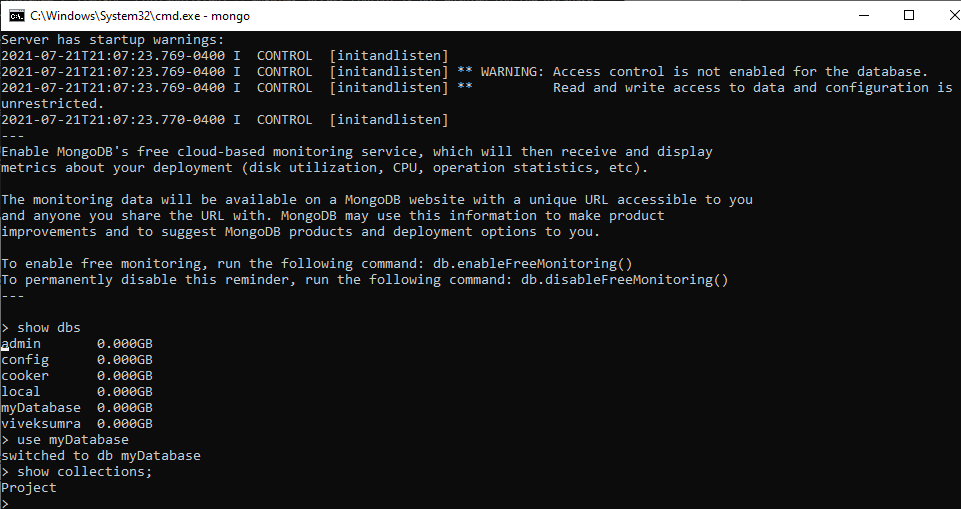 C:\Windows\System32\cmd.exe - mongo
Server has startup warnings:
2021-07-21T21:07:23.769-0400 I  CONTROL  [initandlisten]
2021-07-21T21:07:23.769-0400 I  CONTROL  [initandlisten] ** WARNING: Access control is not enabled for the database.
2021-07-21T21:07:23.769-0400 I  CONTROL  [initandlisten] **          Read and write access to data and configuration is
unrestricted.
2021-07-21T21:07:23.770-0400 I  CONTROL  [initandlisten]
---
Enable MongoDB's free cloud-based monitoring service, which will then receive and display
metrics about your deployment (disk utilization, CPU, operation statistics, etc).
The monitoring data will be available on a MongoDB website with a unique URL accessible to you
and anyone you share the URL with. MongoDB may use this information to make product
improvements and to suggest MongoDB products and deployment options to you.
To enable free monitoring, run the following command: db.enableFreeMonitoring()
To permanently disable this reminder, run the following command: db.disableFreeMonitoring()
---
> show dbs
admin       0.000GB
config      0.000GB
cooker      0.000GB
local       0.000GB
myDatabase  0.000GB
viveksumra  0.000GB
> use myDatabase
switched to db myDatabase
> show collections;
Project
>